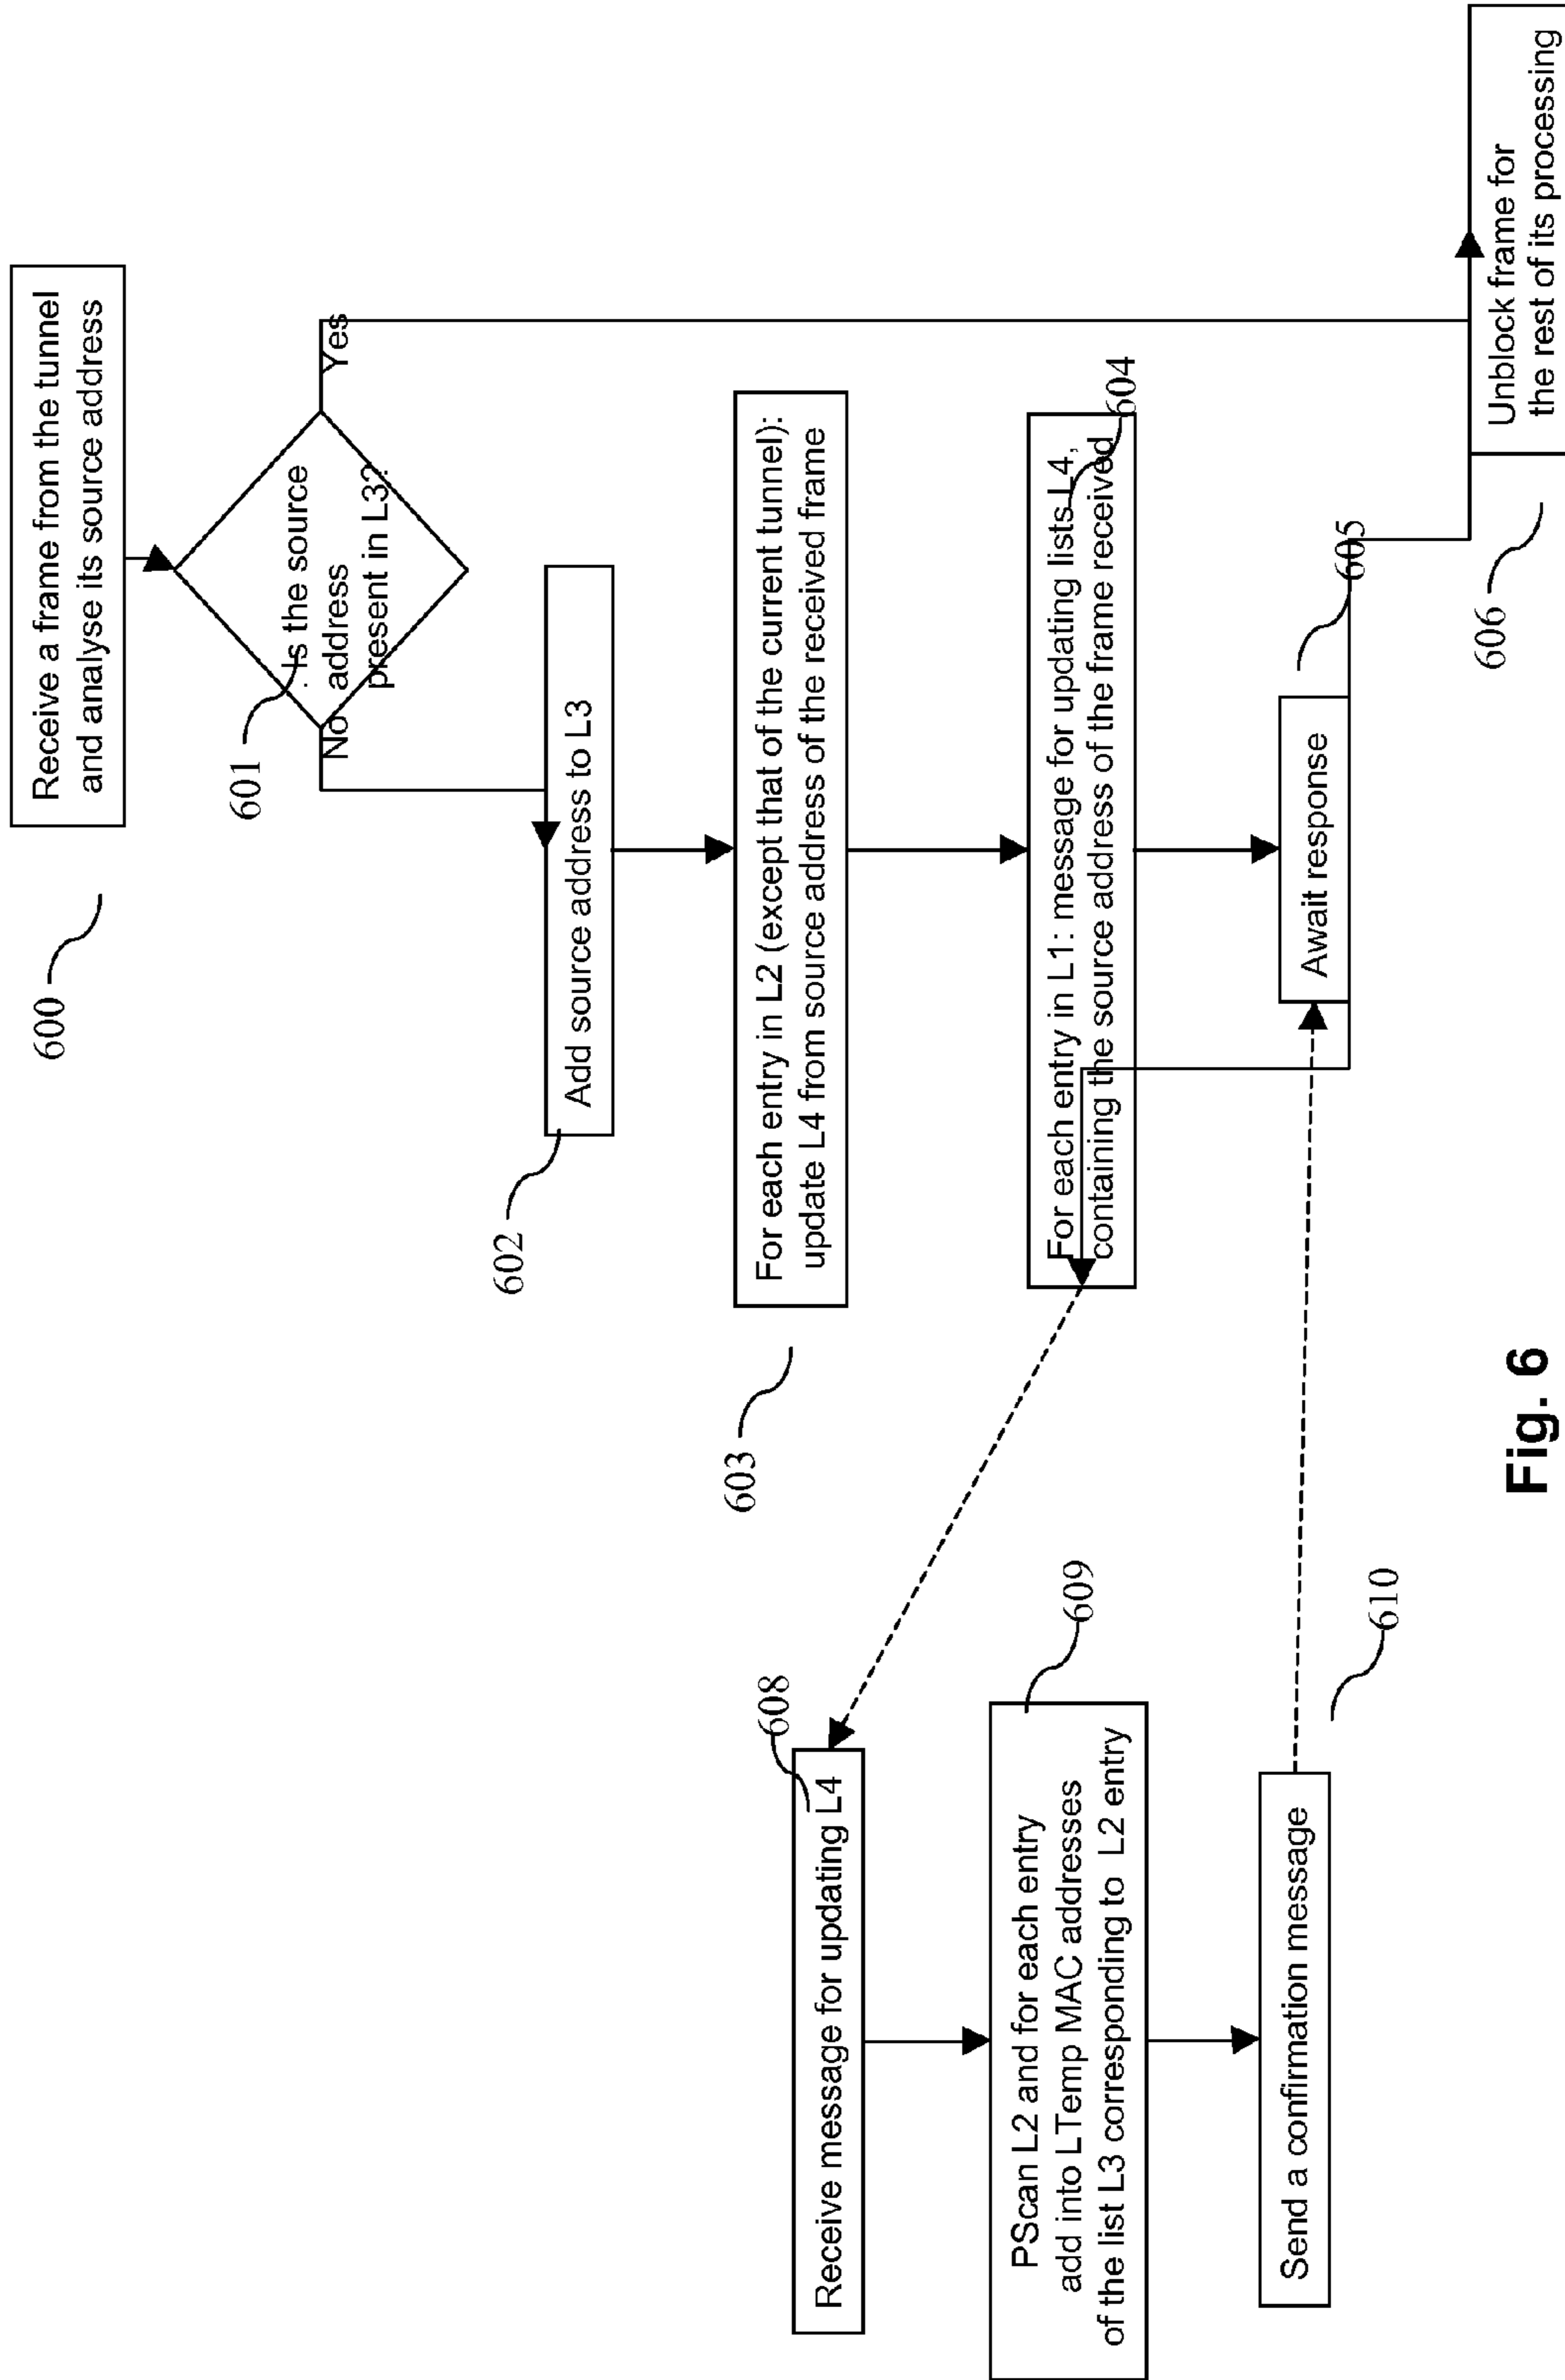 Receive a frame from the tunnel
and analyse its source address
600
601
Is the source
address
present in L3?
Yes
No
602
Add source address to L3
603
For each entry in L2 (except that of the current tunnel):
update L4 from source address of the received frame
604
For each entry in L1: message for updating lists L4,
containing the source address of the frame received
605
Await response
606
Unblock frame for
the rest of its processing
608
Receive message for updating L4
609
PScan L2 and for each entry
add into LTemp MAC addresses
of the list L3 corresponding to L2 entry
610
Send a confirmation message
Fig. 6